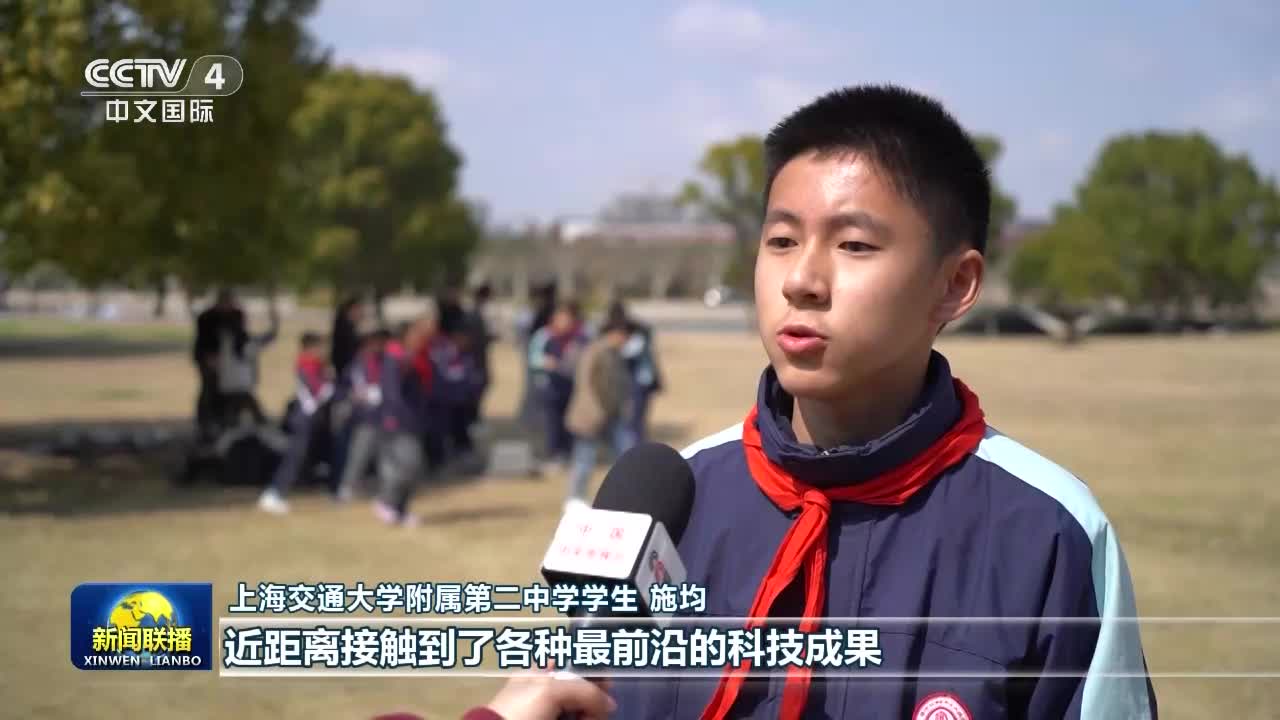 CCTV 4
中文国际
中国
上海交通大学附属第二中学学生 施均
新闻联播
XINWEN LIANBO
近距离接触到了各种最前沿的科技成果